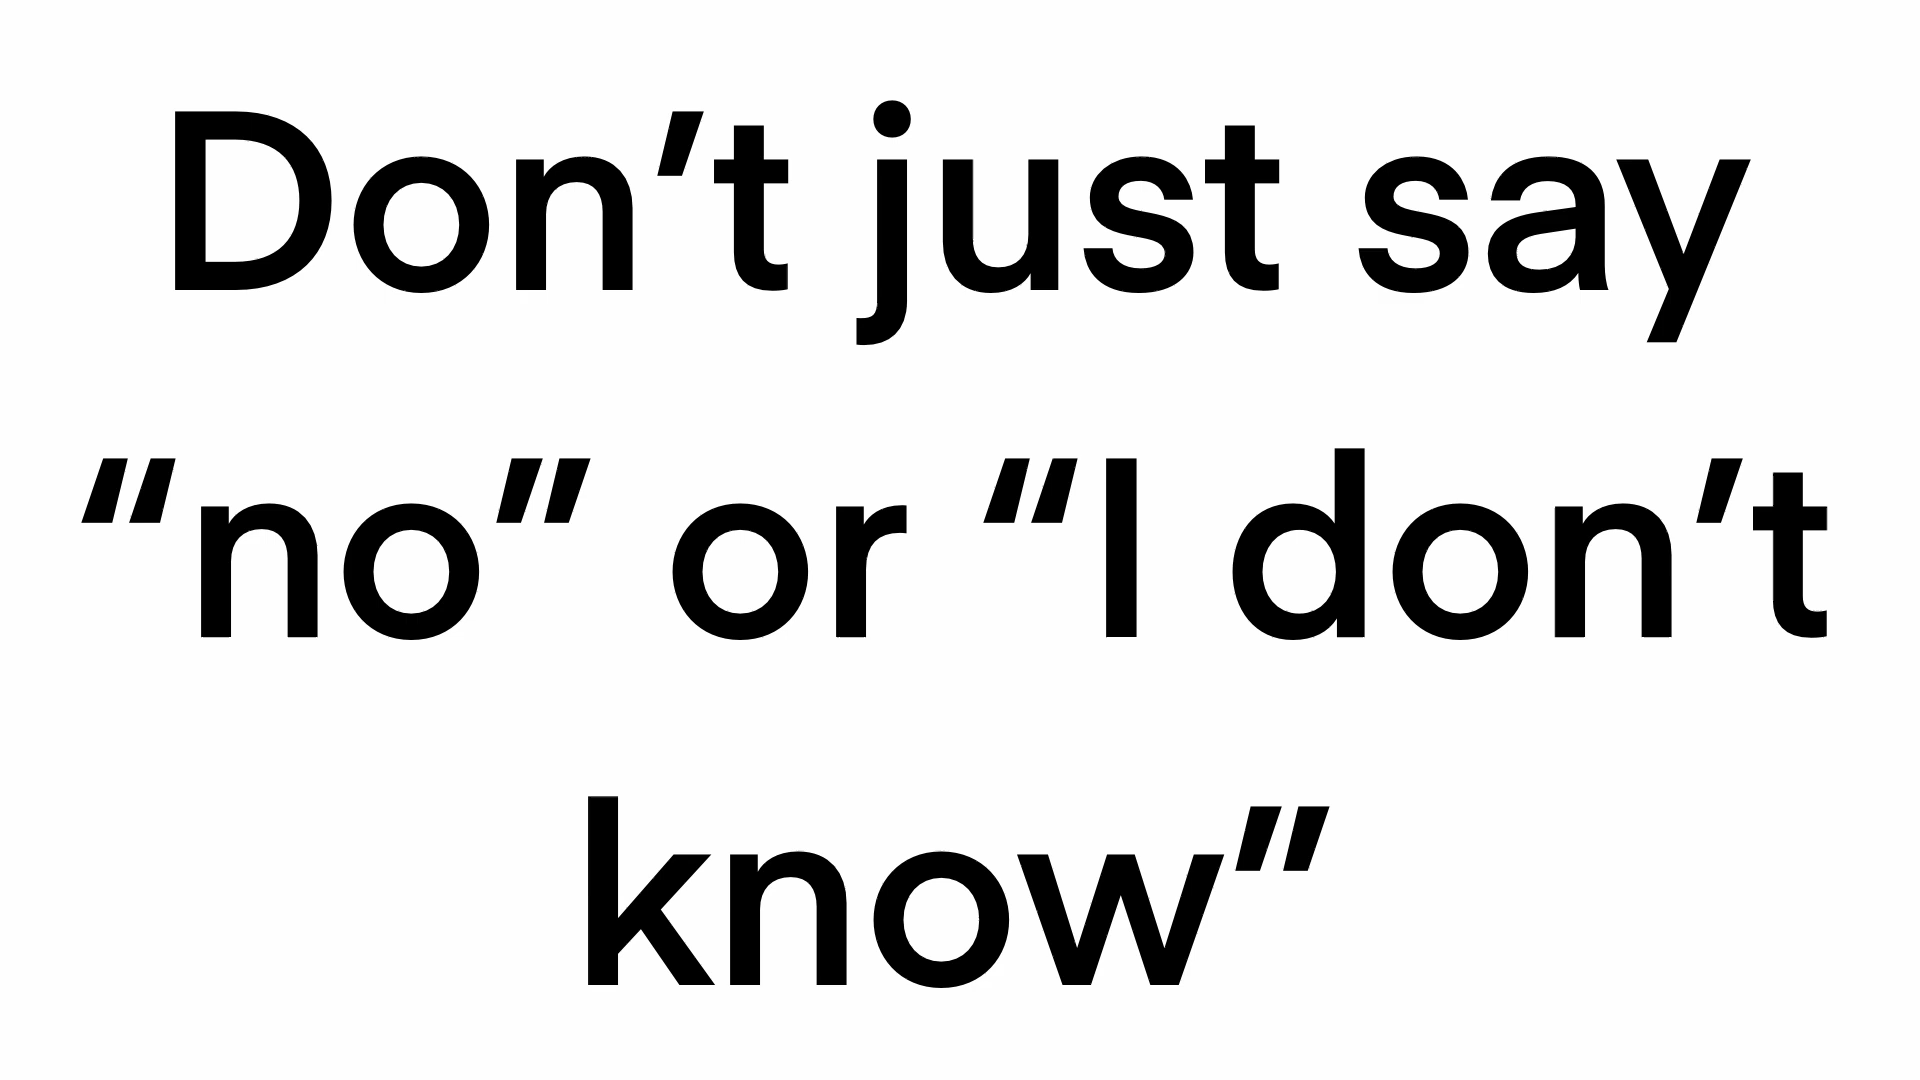 Don’t just say
“no” or “I don’t
know”